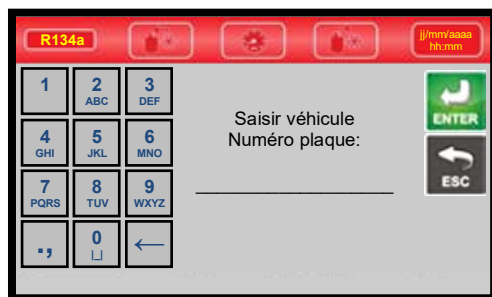 R134a
jj/mm/aaaa
hh:mm
1
2
ABC
3
DEF
4
GHI
5
JKL
6
MNO
7
PQRS
8
TUV
9
WXYZ
.,
0
Saisir véhicule
Numéro plaque:
ENTER
ESC